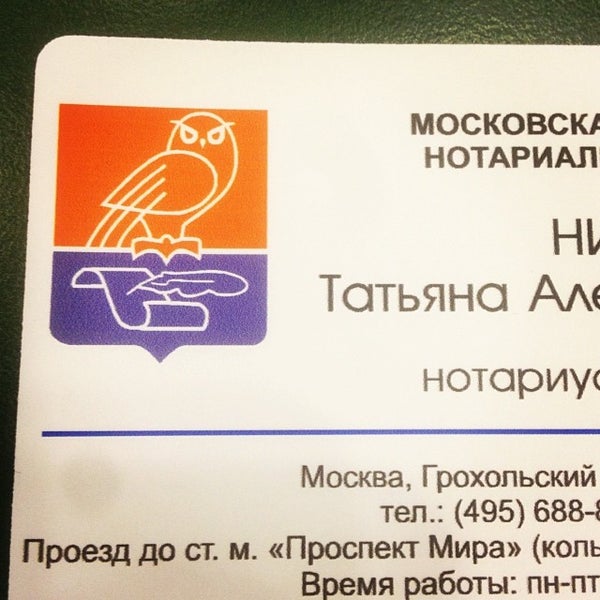 МОСКОВСКА
НОТАРИАЛ
НИ
Татьяна Але
нотариус
Москва, Грохольский
тел.: (495) 688-8
Проезд до ст. м. «Проспект Мира» (коль
Время работы: пн-пт